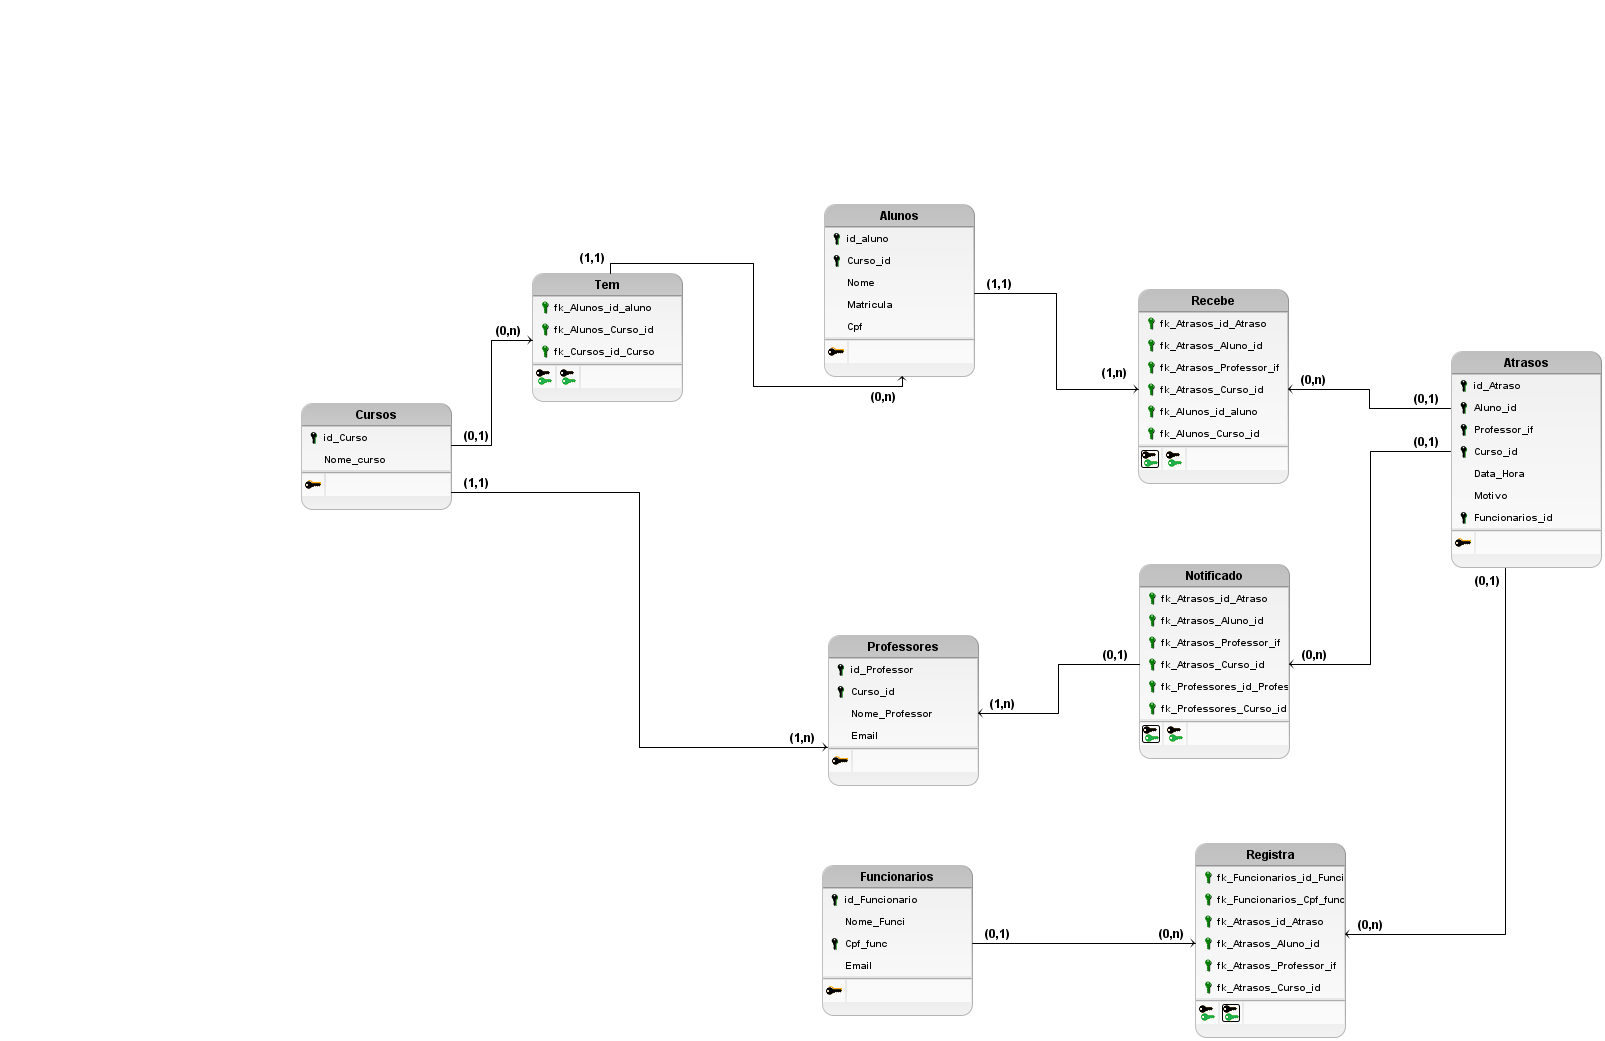 Alunos
id_aluno
Curso_id
Nome
Matricula
Cpf
(1,1)
(0,n)
(1,1)
Tem
fk_Alunos_id_aluno
fk_Alunos_Curso_id
fk_Cursos_id_Curso
(0,n)
Cursos
id_Curso
Nome_curso
(0,1)
(1,1)
Recebe
fk_Atrasos_id_Atraso
fk_Atrasos_Aluno_id
fk_Atrasos_Professor_if
fk_Atrasos_Curso_id
fk_Alunos_id_aluno
fk_Alunos_Curso_id
(1,n)
(0,n)
Atrasos
id_Atraso
Aluno_id
Professor_if
Curso_id
Data_Hora
Motivo
Funcionarios_id
(0,1)
(0,1)
(0,1)
Notificado
fk_Atrasos_id_Atraso
fk_Atrasos_Aluno_id
fk_Atrasos_Professor_if
fk_Atrasos_Curso_id
fk_Professores_id_Profes
fk_Professores_Curso_id
(0,1)
(0,n)
Professores
id_Professor
Curso_id
Nome_Professor
Email
(1,n)
(1,n)
Funcionarios
id_Funcionario
Nome_Funci
Cpf_func
Email
(0,1)
(0,n)
Registra
fk_Funcionarios_id_Funci
fk_Funcionarios_Cpf_func
fk_Atrasos_id_Atraso
fk_Atrasos_Aluno_id
fk_Atrasos_Professor_if
fk_Atrasos_Curso_id
(0,n)